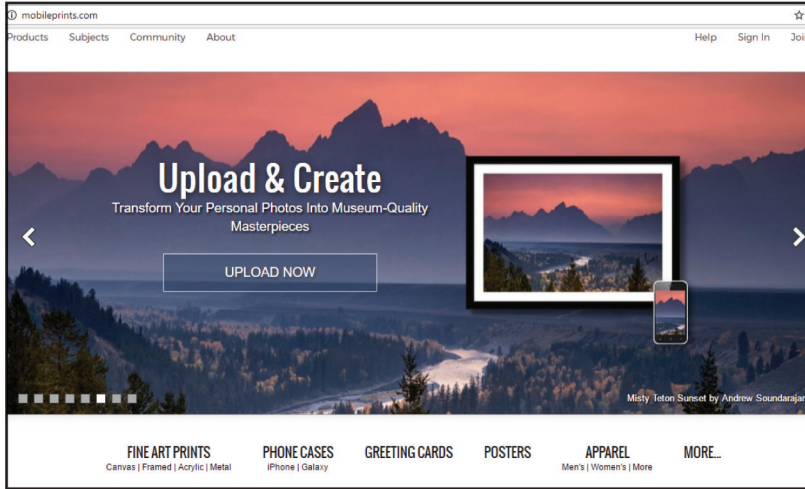 mobileprints.com
Products Subjects Community About Help Sign In Join
Upload & Create
Transform Your Personal Photos Into Museum-Quality
Masterpieces
UPLOAD NOW
Misty Teton Sunset by Andrew Soundarajan
FINE ART PRINTS PHONE CASES GREETING CARDS POSTERS APPAREL MORE...
Canvas | Framed | Acrylic | Metal iPhone | Galaxy Men's | Women's | More